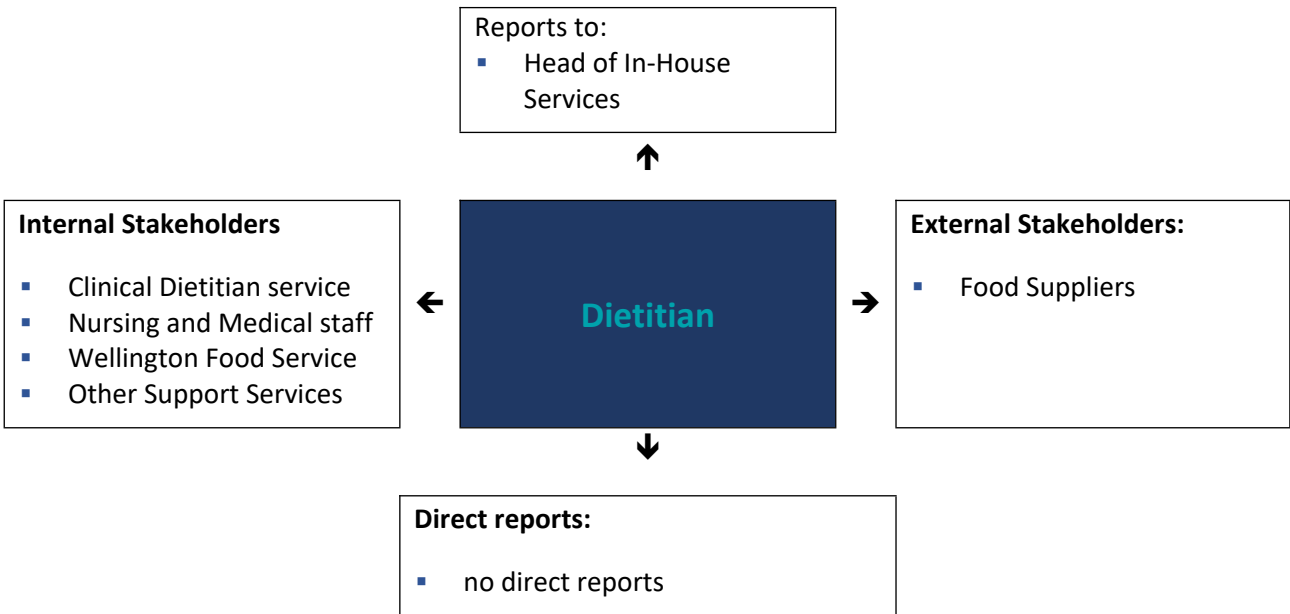 Reports to:
▪ Head of In-House
Services
Internal Stakeholders
▪ Clinical Dietitian service
▪ Nursing and Medical staff
▪ Wellington Food Service
▪ Other Support Services
Dietitian
External Stakeholders:
▪ Food Suppliers
Direct reports:
▪ no direct reports